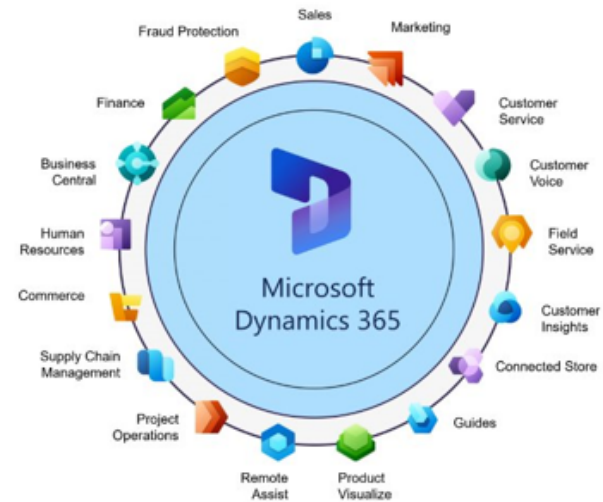 Sales
Marketing
Customer
Service
Customer
Voice
Field
Service
Customer
Insights
Connected Store
Guides
Product
Visualize
Remote
Assist
Project
Operations
Supply Chain
Management
Commerce
Human
Resources
Business
Central
Finance
Fraud Protection
Microsoft
Dynamics 365